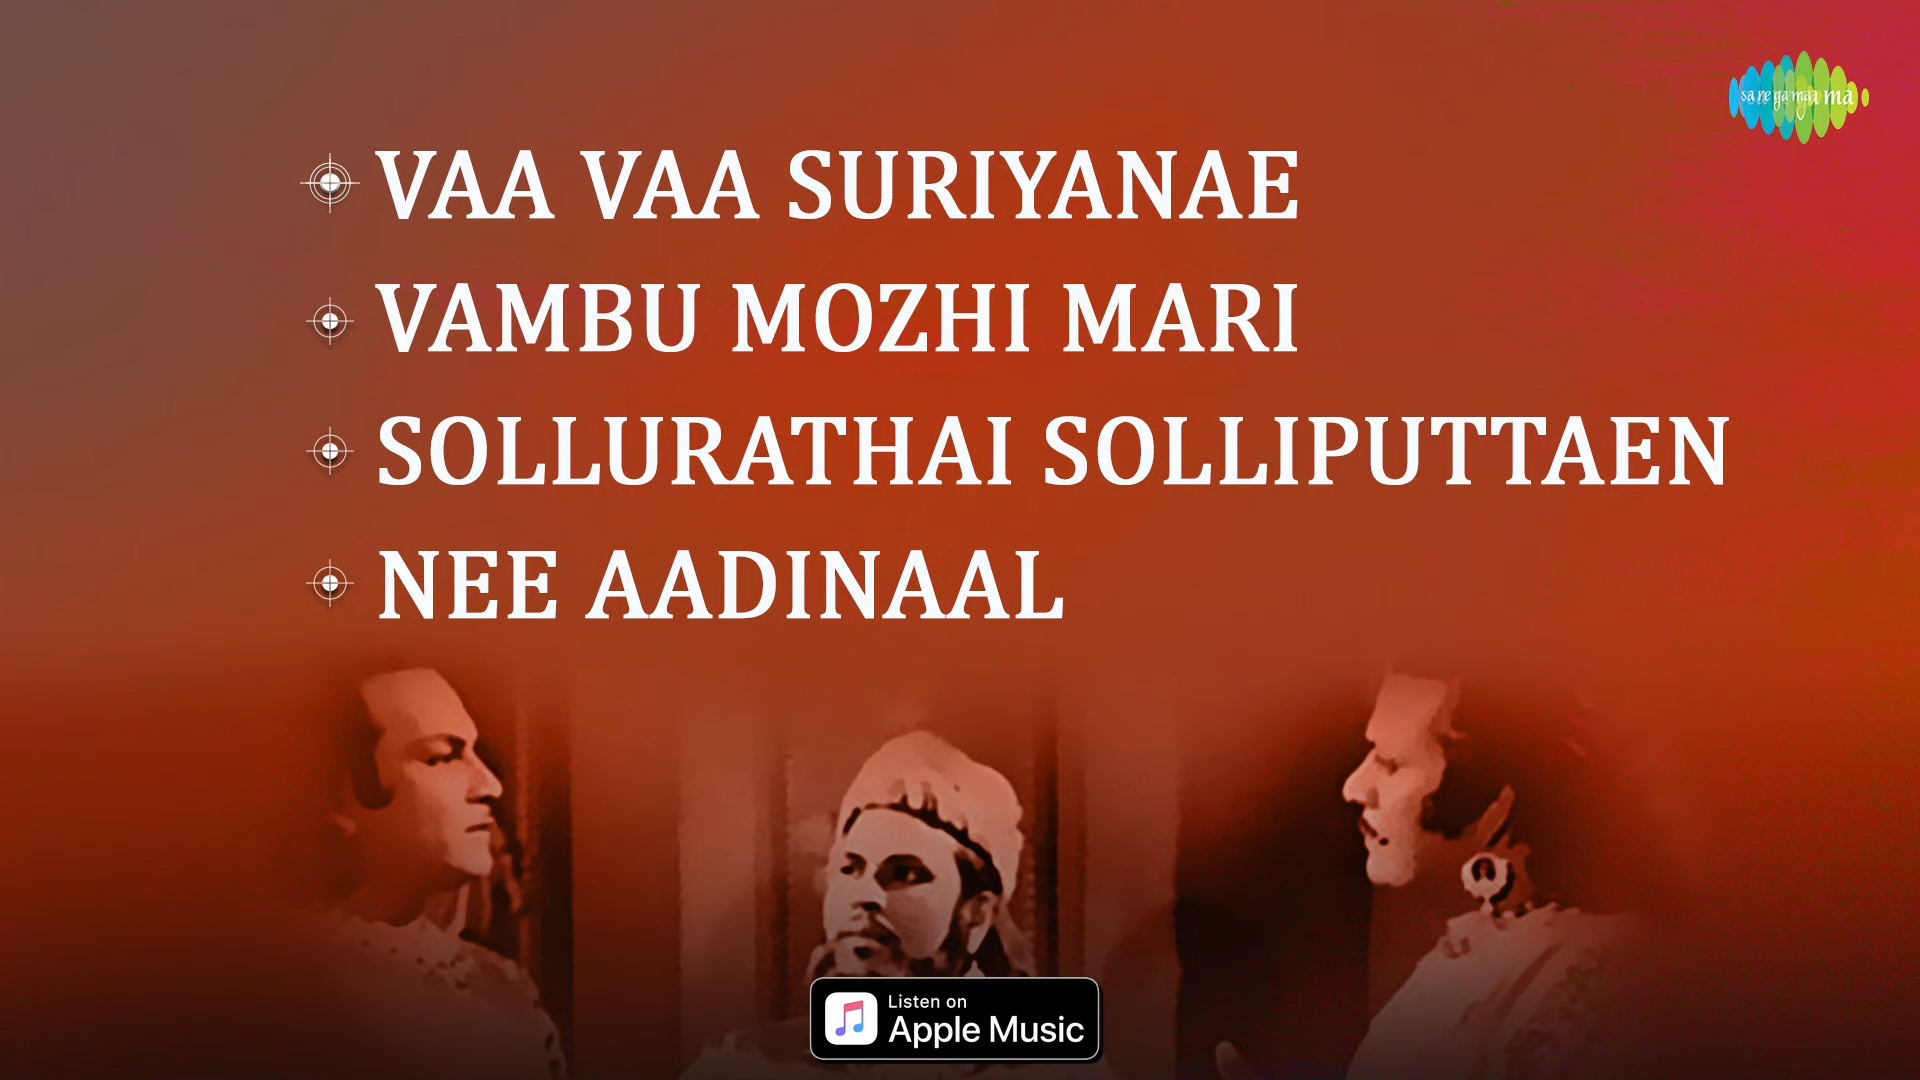 saregama
VAA VAA SURIYANAE
VAMBU MOZHI MARI
SOLLURATHAI SOLLIPUTTAEN
NEE AADINAAL
Listen on
Apple Music